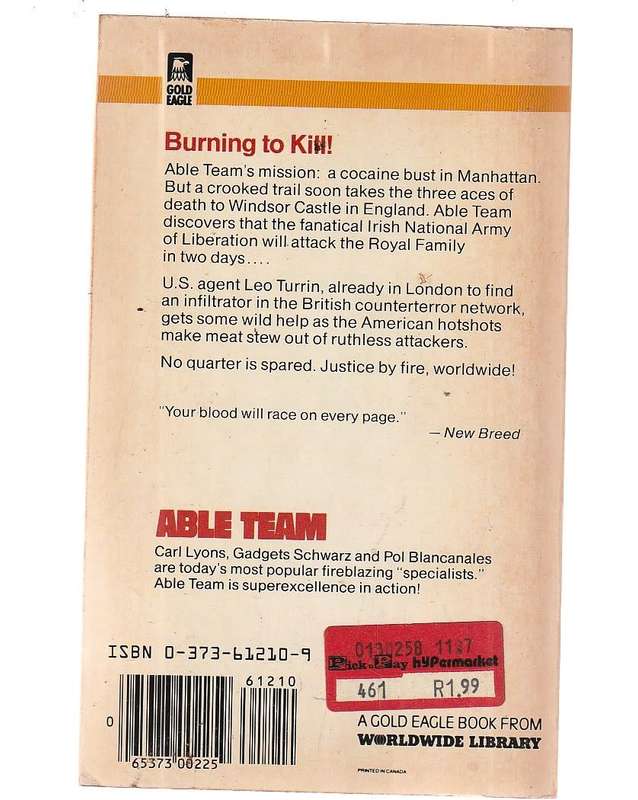 GOLD
EAGLE
Burning to Kill!
Able Team's mission: a cocaine bust in Manhattan.
But a crooked trail soon takes the three aces of
death to Windsor Castle in England. Able Team
discovers that the fanatical Irish National Army
of Liberation will attack the Royal Family
in two days....
U.S. agent Leo Turrin, already in London to find
an infiltrator in the British counterterror network,
gets some wild help as the American hotshots
make meat stew out of ruthless attackers.
No quarter is spared. Justice by fire, worldwide!
"Your blood will race on every page."
— New Breed
ABLE TEAM
Carl Lyons, Gadgets Schwarz and Pol Blancanales
are today's most popular fireblazing "specialists."
Able Team is superexcellence in action!
ISBN 0-373-61210-9
61210
0
65373 00225
Pick n Pay hypermarket
461 R1.99
A GOLD EAGLE BOOK FROM
WORLDWIDE LIBRARY
PRINTED IN CANADA